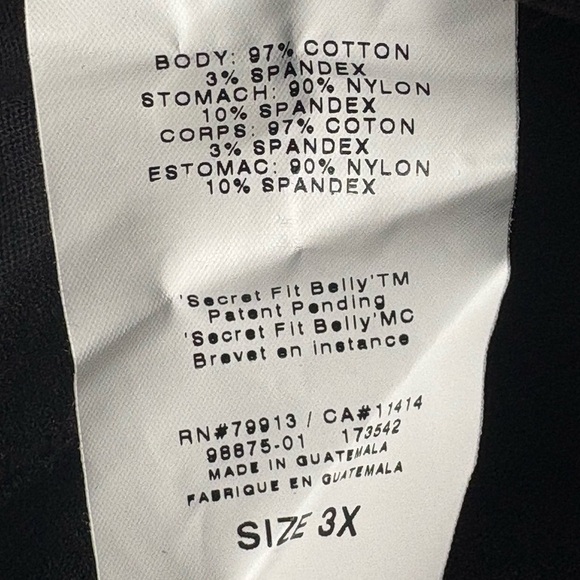 BODY: 97% COTTON
3% SPANDEX
STOMACH: 90% NYLON
10% SPANDEX
CORPS: 97% COTON
3% SPANDEX
ESTOMAC: 90% NYLON
10% SPANDEX
'Secret Fit Belly'TM
Patent Pending
'Secret Fit Belly'MC
Brevet en instance
RN#79913 / CA#11414
98875-01 173542
MADE IN GUATEMALA
FABRIQUE EN GUATEMALA
SIZE 3X